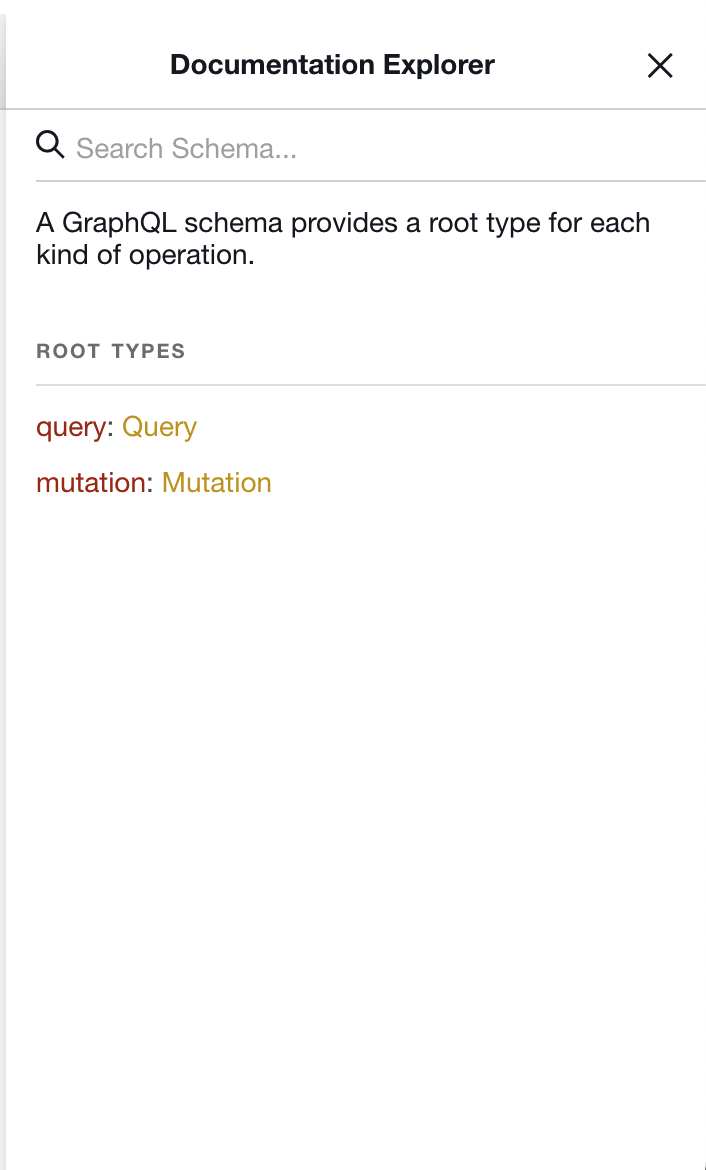 Documentation Explorer
Search Schema...
A GraphQL schema provides a root type for each
kind of operation.
ROOT TYPES
query: Query
mutation: Mutation